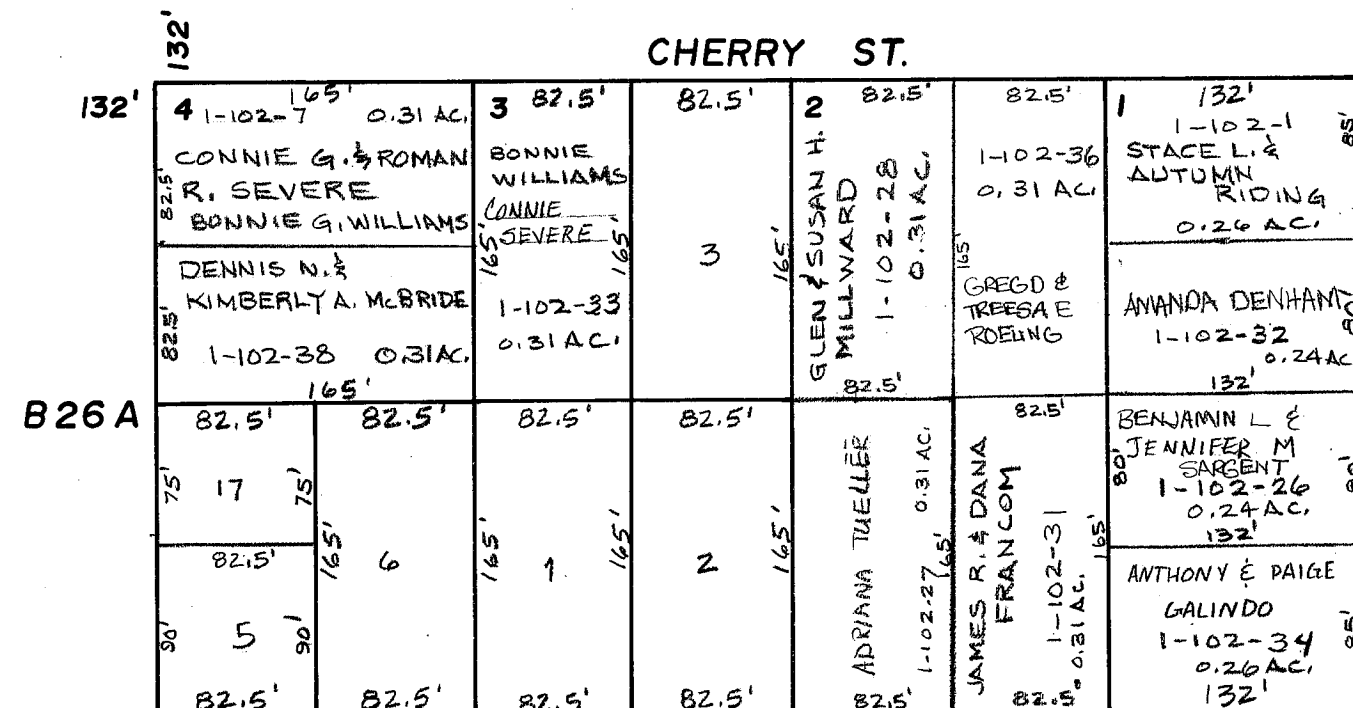 132'
CHERRY ST.
132'
4 1-102-7 165' 0.31 AC.
CONNIE G. & ROMAN
R. SEVERE
BONNIE G. WILLIAMS
82.5'
DENNIS N. &
KIMBERLY A. McBRIDE
82.5'
1-102-38 0.31 AC.
165'
3 82.5'
BONNIE
WILLIAMS
CONNIE
SEVERE
165' 165'
1-102-33
0.31 AC.
82.5'
3
165'
2 82.5'
GLEN & SUSAN H.
MILLWARD
1-102-28
0.31 AC.
82.5'
82.5'
1-102-36
0.31 AC.
165'
GREG D &
TREESA E
ROELING
1 132'
1-102-1
85'
STACE L. &
AUTUMN
RIDING
0.26 AC.
AMANDA DENHAM
1-102-32
0.24 AC
132'
B 26 A
82.5'
75' 17 75'
82.5'
90' 5 90'
82.5'
82.5'
165' 6
82.5'
82.5'
165' 1 165'
82.5'
82.5'
2 165'
82.5'
ADRIANA TUELLER
1-102-27 0.31 AC.
165'
82.5'
82.5'
JAMES R. & DANA
FRANCOM
1-102-31
0.31 AC.
165'
82.5'
BENJAMIN L &
JENNIFER M
SARGENT
80'
1-102-26
0.24 AC.
132'
ANTHONY & PAIGE
GALINDO
1-102-34
0.26 AC.
132'